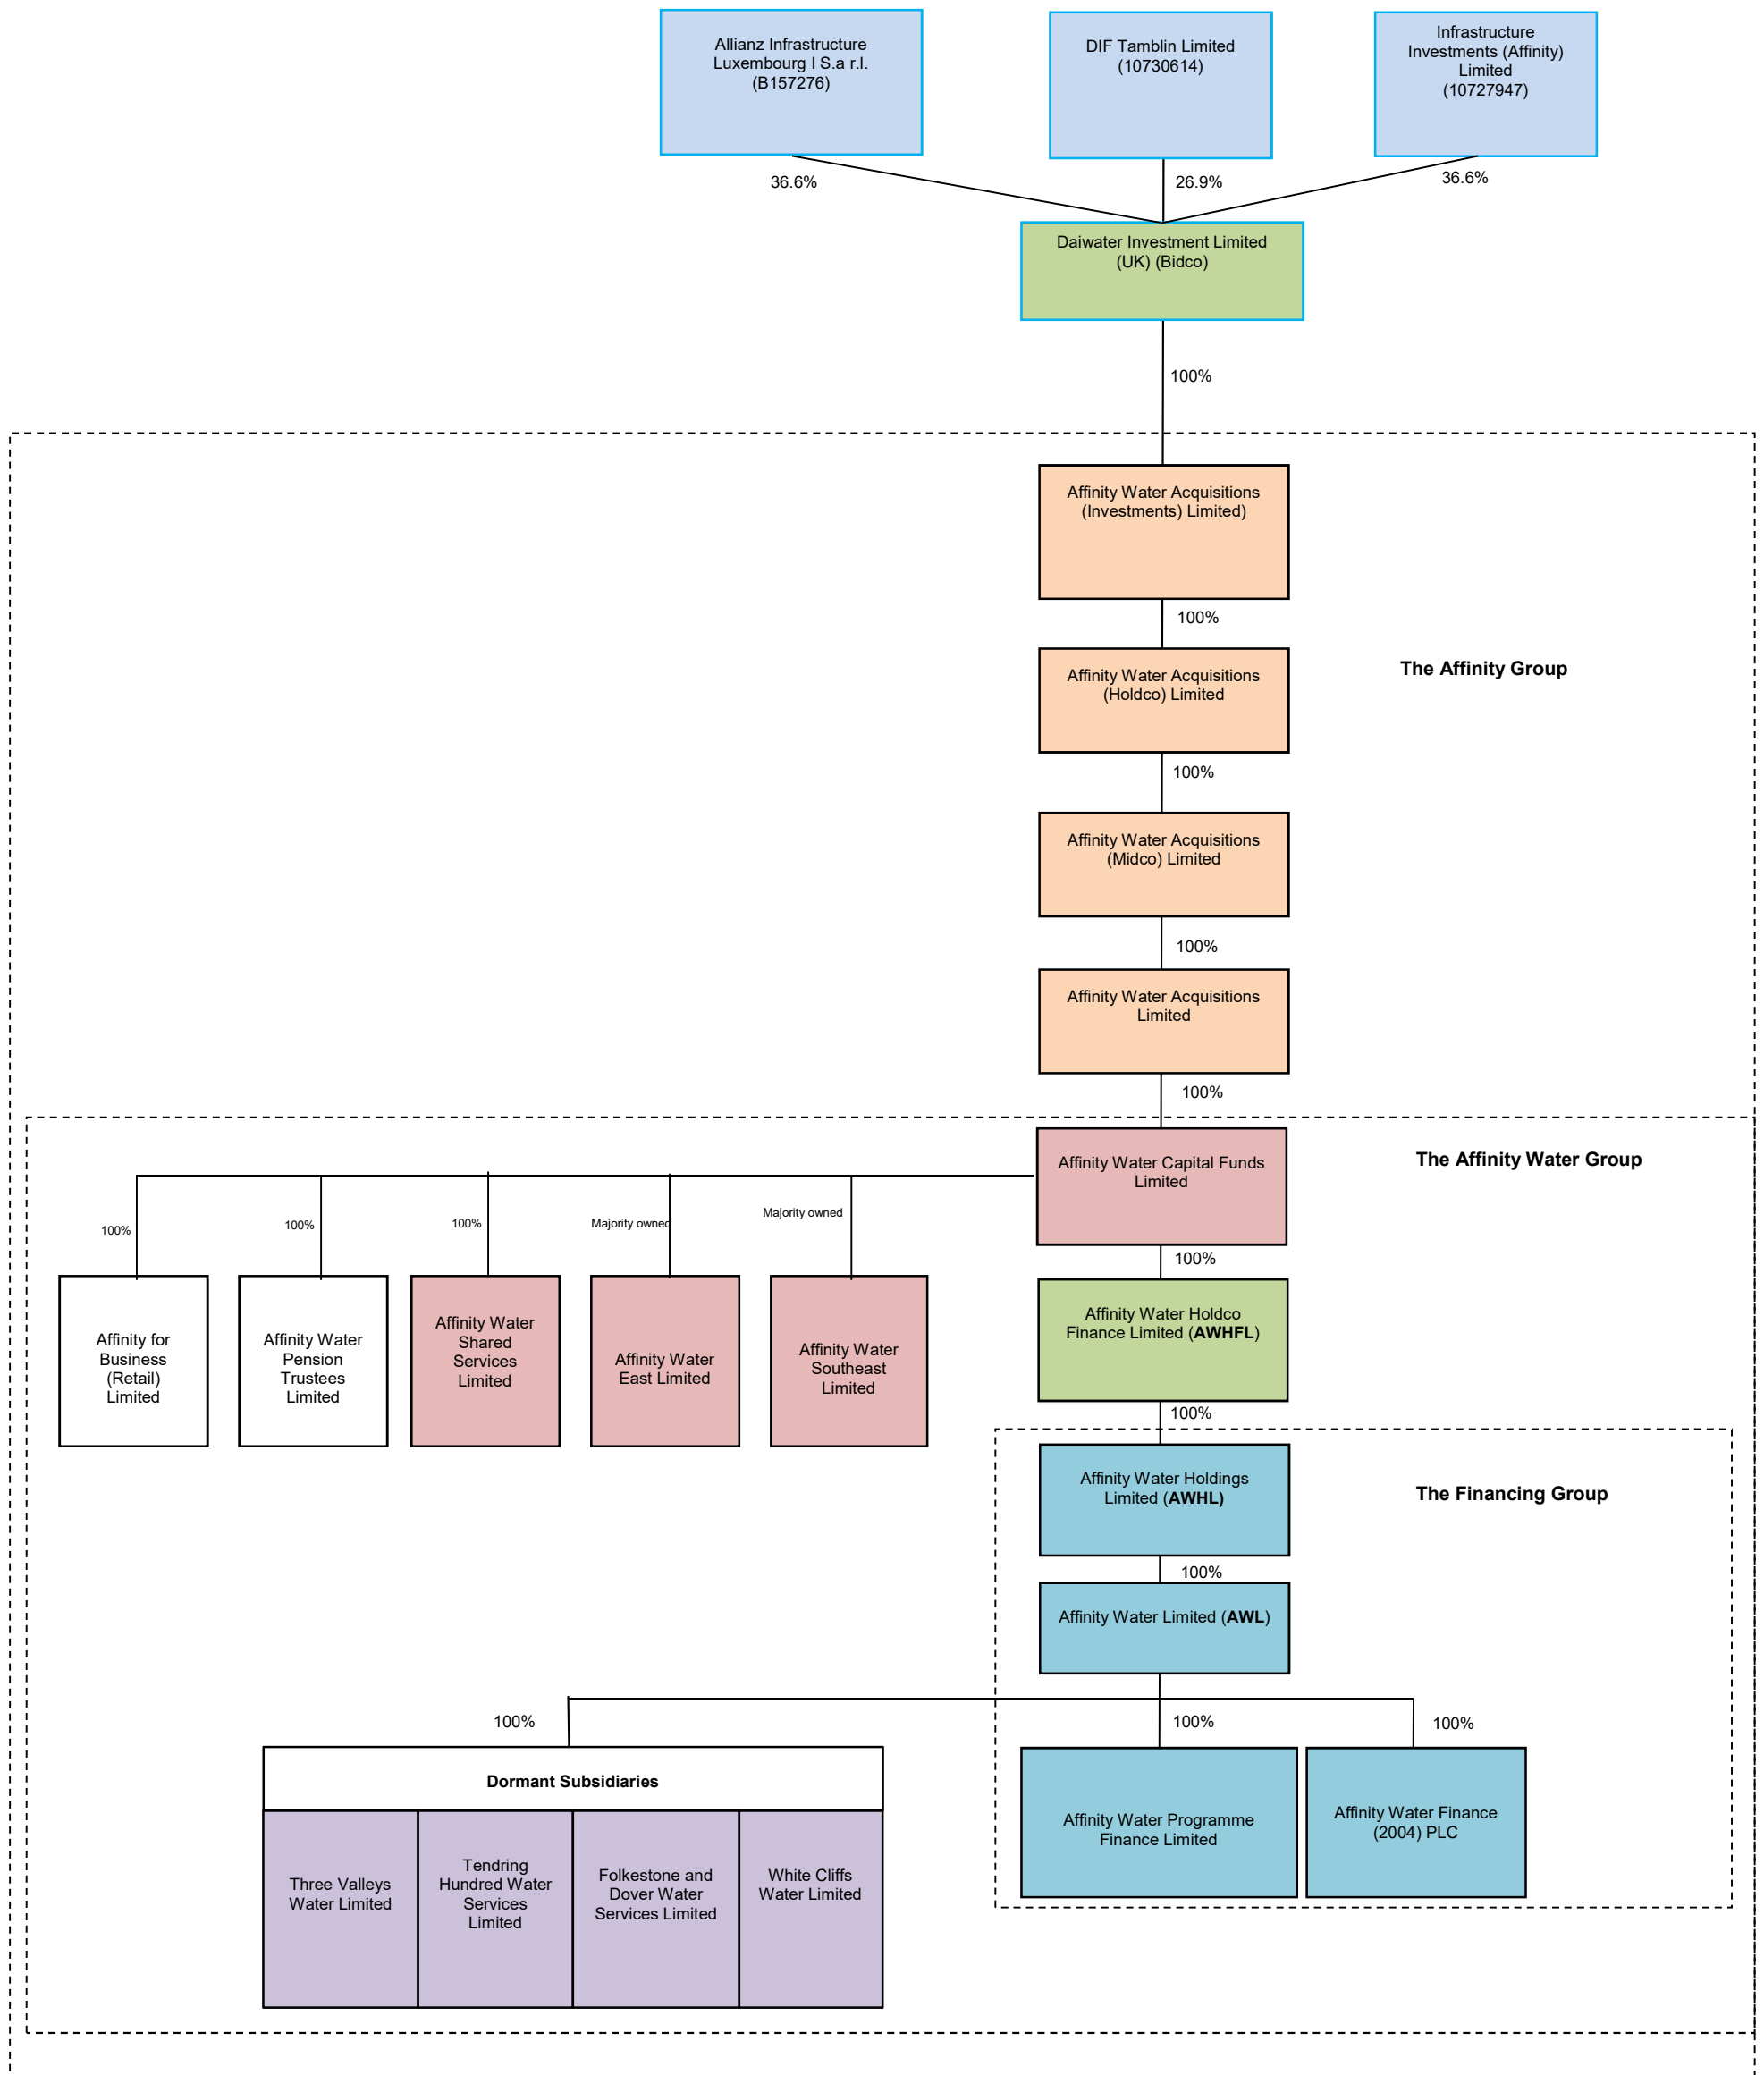 Allianz Infrastructure
Luxembourg I S.a r.l.
(B157276)
DIF Tamblin Limited
(10730614)
Infrastructure
Investments (Affinity)
Limited
(10727947)
36.6%
26.9%
36.6%
Daiwater Investment Limited
(UK) (Bidco)
100%
Affinity Water Acquisitions
(Investments) Limited)
100%
The Affinity Group
Affinity Water Acquisitions
(Holdco) Limited
100%
Affinity Water Acquisitions
(Midco) Limited
100%
Affinity Water Acquisitions
Limited
100%
The Affinity Water Group
Affinity Water Capital Funds
Limited
100%
100%
100%
Majority owned
Majority owned
100%
Affinity for
Business
(Retail)
Limited
Affinity Water
Pension
Trustees
Limited
Affinity Water
Shared
Services
Limited
Affinity Water
East Limited
Affinity Water
Southeast
Limited
Affinity Water Holdco
Finance Limited (AWHFL)
100%
Affinity Water Holdings
Limited (AWHL)
The Financing Group
100%
Affinity Water Limited (AWL)
100%
100%
100%
Dormant Subsidiaries
Three Valleys
Water Limited
Tendring
Hundred Water
Services
Limited
Folkestone and
Dover Water
Services Limited
White Cliffs
Water Limited
Affinity Water Programme
Finance Limited
Affinity Water Finance
(2004) PLC